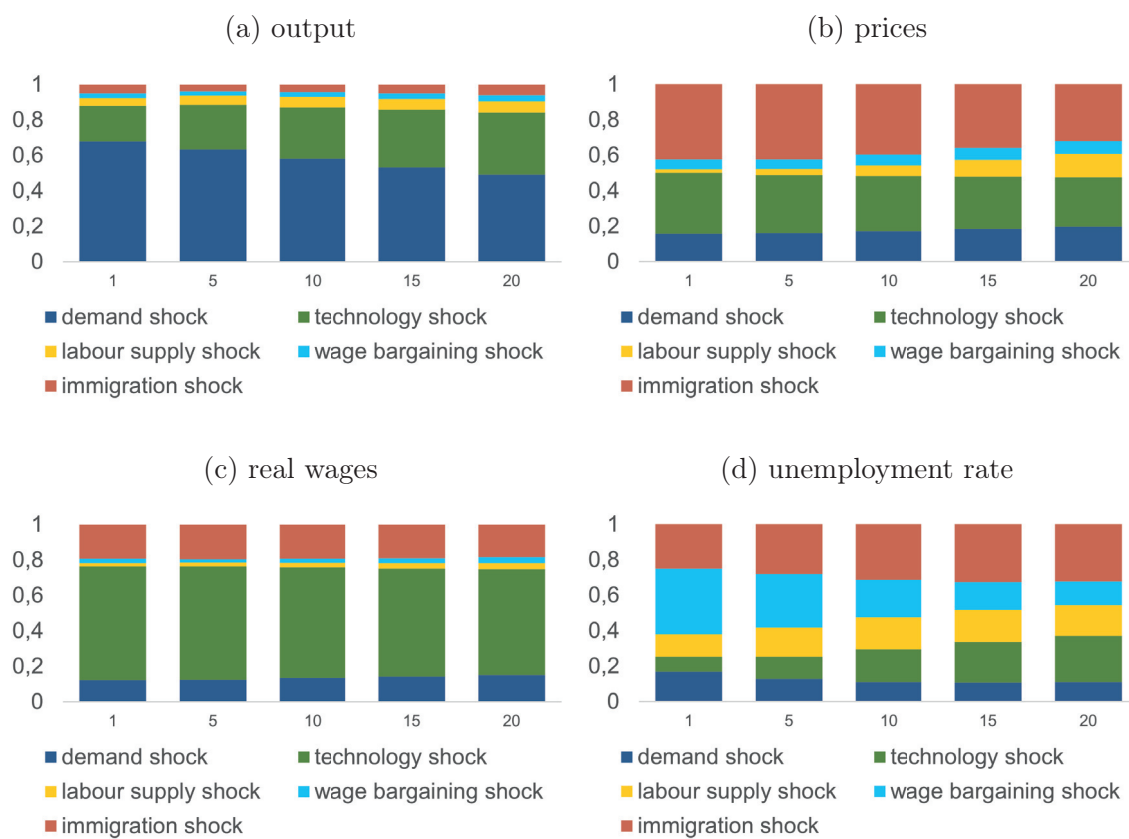 (a) output
1
0,8
0,6
0,4
0,2
0
1 5 10 15 20
demand shock technology shock
labour supply shock wage bargaining shock
immigration shock
(b) prices
1
0,8
0,6
0,4
0,2
0
1 5 10 15 20
demand shock technology shock
labour supply shock wage bargaining shock
immigration shock
(c) real wages
1
0,8
0,6
0,4
0,2
0
1 5 10 15 20
demand shock technology shock
labour supply shock wage bargaining shock
immigration shock
(d) unemployment rate
1
0,8
0,6
0,4
0,2
0
1 5 10 15 20
demand shock technology shock
labour supply shock wage bargaining shock
immigration shock